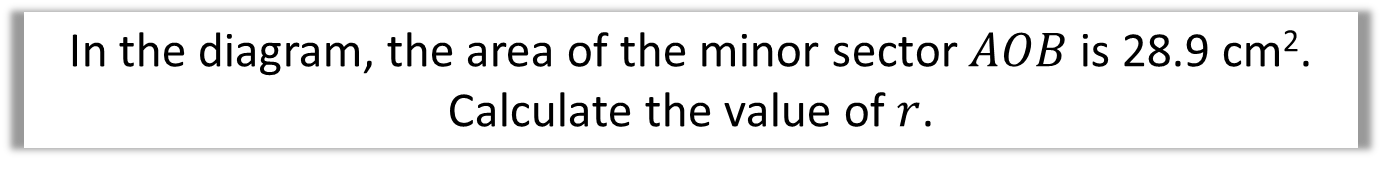 In the diagram, the area of the minor sector AOB is 28.9 cm².
Calculate the value of r.